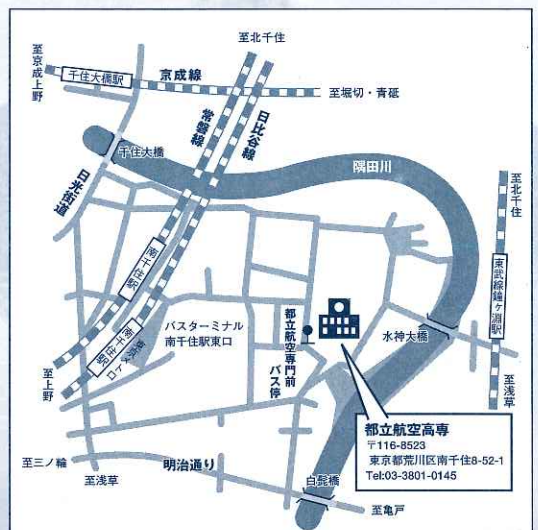 至北千住
至京成上野
千住大橋駅
京成線
至堀切・青砥
常磐線
日比谷線
千住大橋
日光街道
隅田川
至北千住
東武線鐘ヶ淵駅
至浅草
南千住駅
東京メトロ
南千住駅
バスターミナル
南千住駅東口
都立航空専門前
バス停
水神大橋
至上野
都立航空高専
〒116-8523
東京都荒川区南千住8-52-1
Tel:03-3801-0145
至三ノ輪
至浅草
明治通り
白髭橋
至亀戸